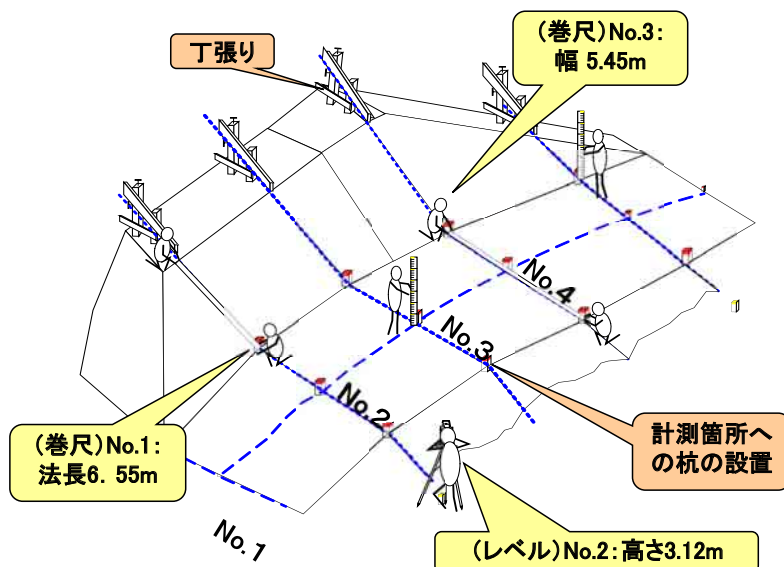 丁張り
(巻尺)No.3:
幅 5.45m
No.4
No.3
No.2
(巻尺)No.1:
法長6. 55m
計測箇所へ
の杭の設置
No.1
(レベル)No.2:高さ3.12m